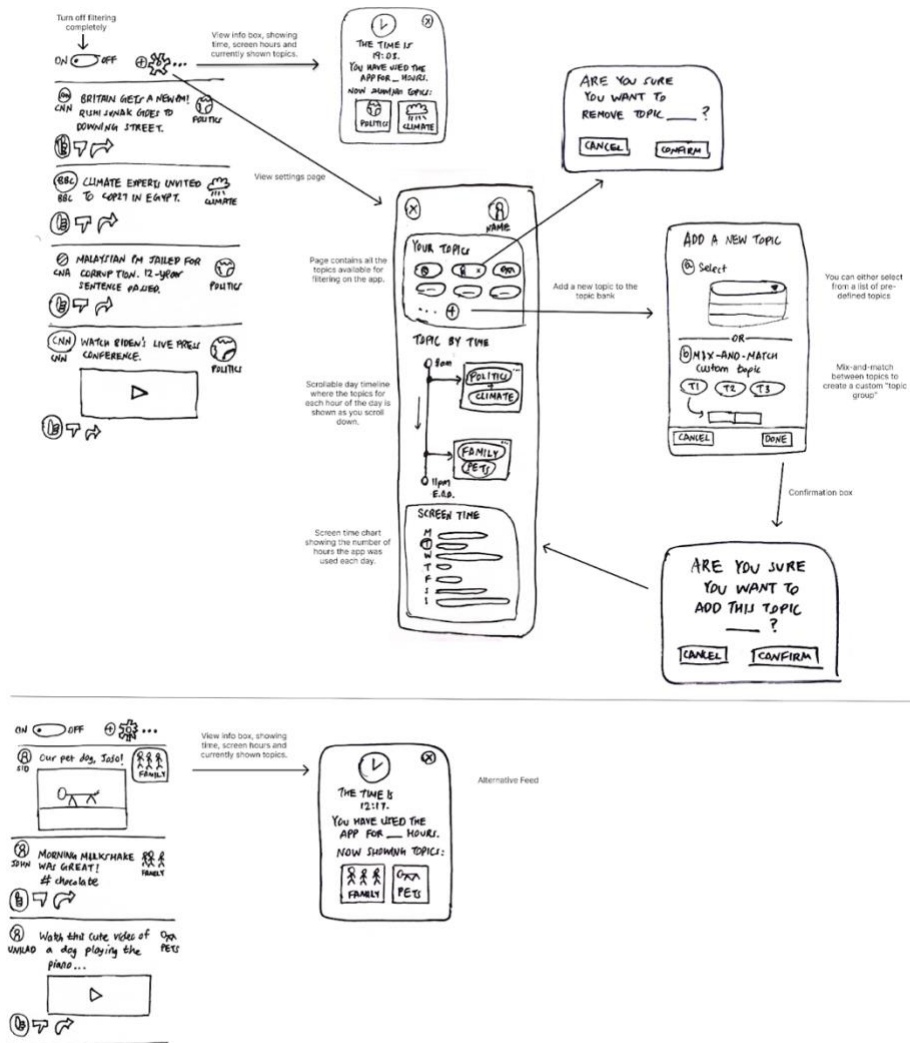 Turn off filtering
completely
ON OFF
View info box, showing
time, screen hours and
currently shown topics.
CNN
BRITAIN GETS A NEW PM!
RISHI SUNAK GOES TO
DOWNING STREET.
POLITICS
BBC
BBC
CLIMATE EXPERTS INVITED
TO COP27 IN EGYPT.
CLIMATE
CNA
MALAYSIAN PM JAILED FOR
CORRUPTION. 12-year
SENTENCE PASSED.
POLITICS
CNN
CNN
WATCH BIDEN'S LIVE PRESS
CONFERENCE.
POLITICS
X
THE TIME IS
19:03.
YOU HAVE USED THE
APP FOR _ HOURS.
NOW SHOWING TOPICS:
POLITICS
CLIMATE
ARE YOU SURE
YOU WANT TO
REMOVE TOPIC ___ ?
CANCEL CONFIRM
View settings page
X
NAME
Page contains all the
topics available for
filtering on the app.
YOUR TOPICS
x
... +
Add a new topic to the
topic bank
TOPIC BY TIME
Scrollable day timeline
where the topics for
each hour of the day is
shown as you scroll
down.
8am
POLITICS
+
CLIMATE
FAMILY
PETS
11pm
E.O.D.
Screen time chart
showing the number of
hours the app was
used each day.
SCREEN TIME
M
T
W
T
F
S
S
ADD A NEW TOPIC
a Select
You can either select
from a list of pre-
defined topics
OR
b MIX-AND-MATCH
custom topic
T1 T2 T3
Mix-and-match
between topics to
create a custom "topic
group"
CANCEL DONE
Confirmation box
ARE YOU SURE
YOU WANT TO
ADD THIS TOPIC
___ ?
CANCEL CONFIRM
ON OFF
View info box, showing
time, screen hours and
currently shown topics.
SID
Our pet dog, JoJo!
FAMILY
JOHN
MORNING MILKSHAKE
WAS GREAT!
# chocolate
FAMILY
UNILAD
Watch this cute video of
a dog playing the
piano...
PETS
X
THE TIME IS
12:17.
YOU HAVE USED THE
APP FOR ___ HOURS.
NOW SHOWING TOPICS:
FAMILY
PETS
Alternative Feed